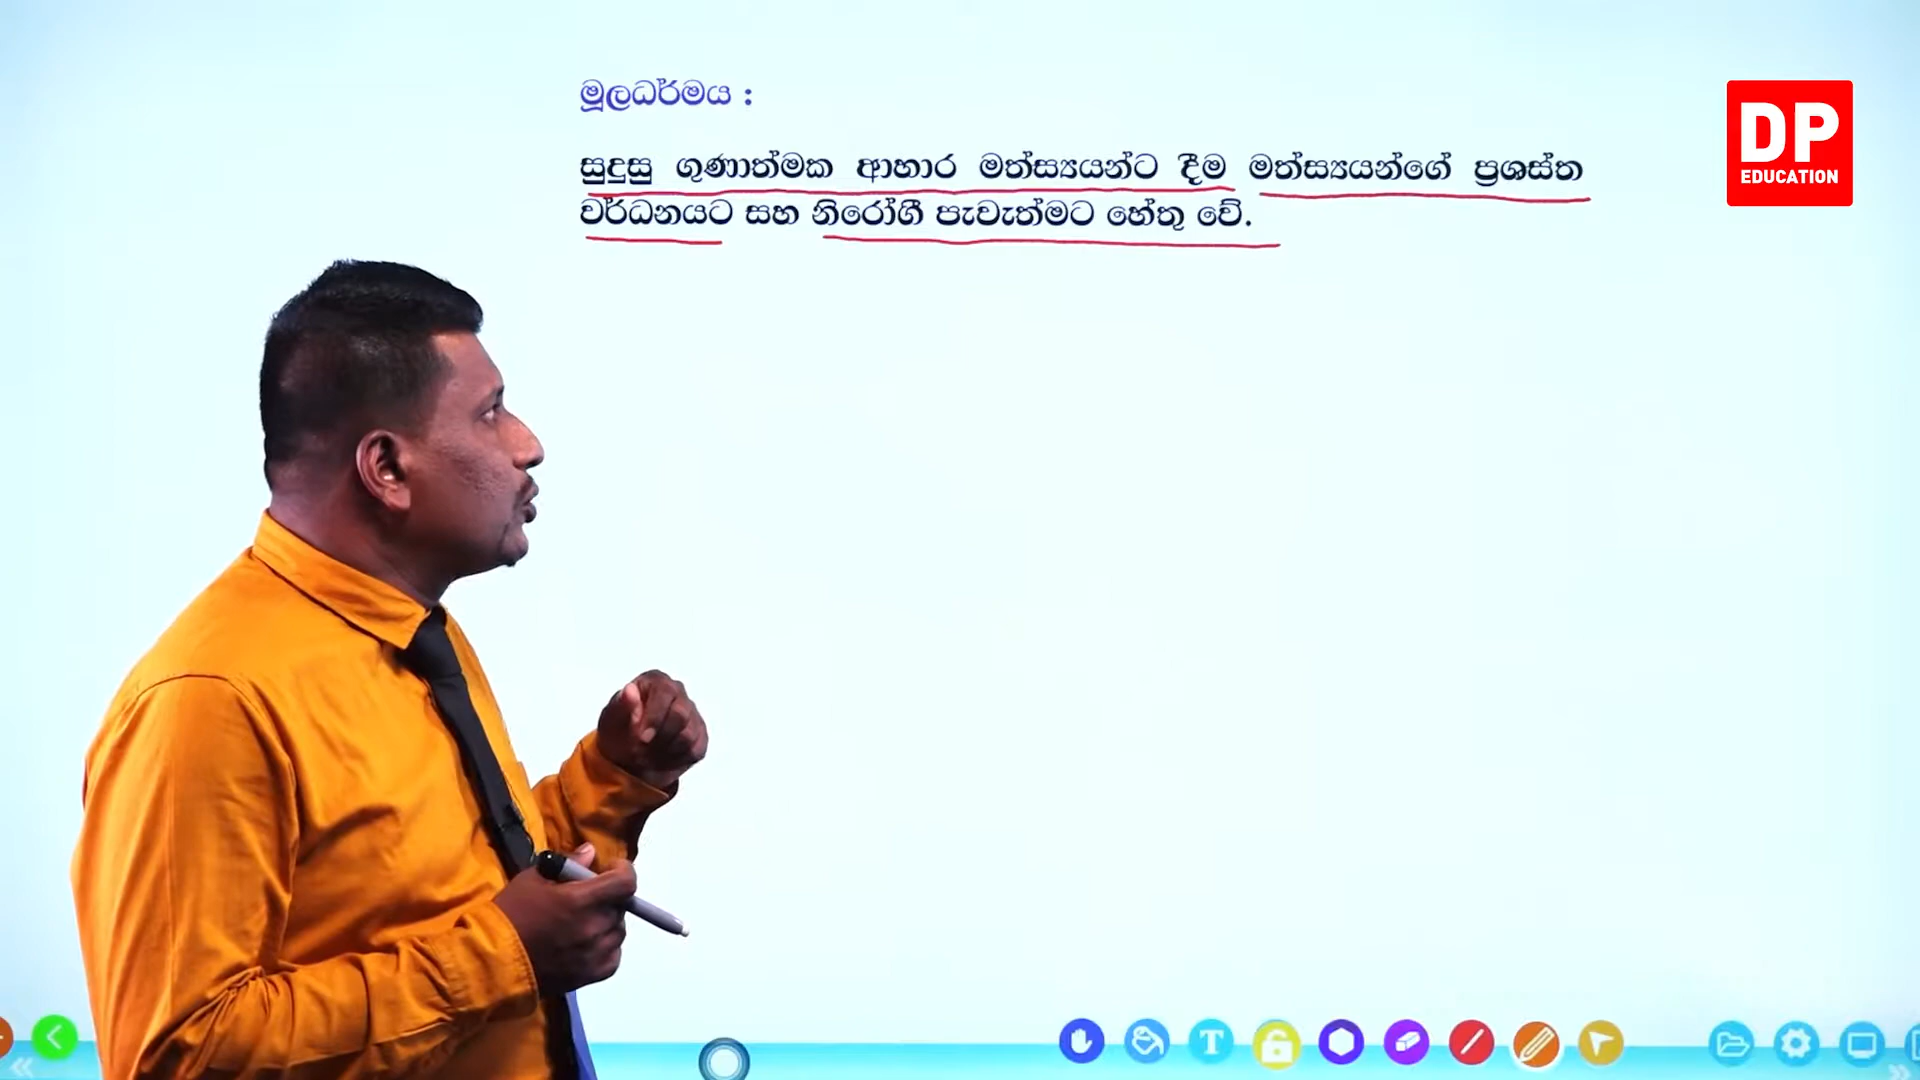 මූලධර්මය :
සුදුසු ගුණාත්මක ආහාර මත්ස්‍යයන්ට දීම මත්ස්‍යයන්ගේ ප්‍රශස්ත
වර්ධනයට සහ නිරෝගී පැවැත්මට හේතු වේ.
DP
EDUCATION
T